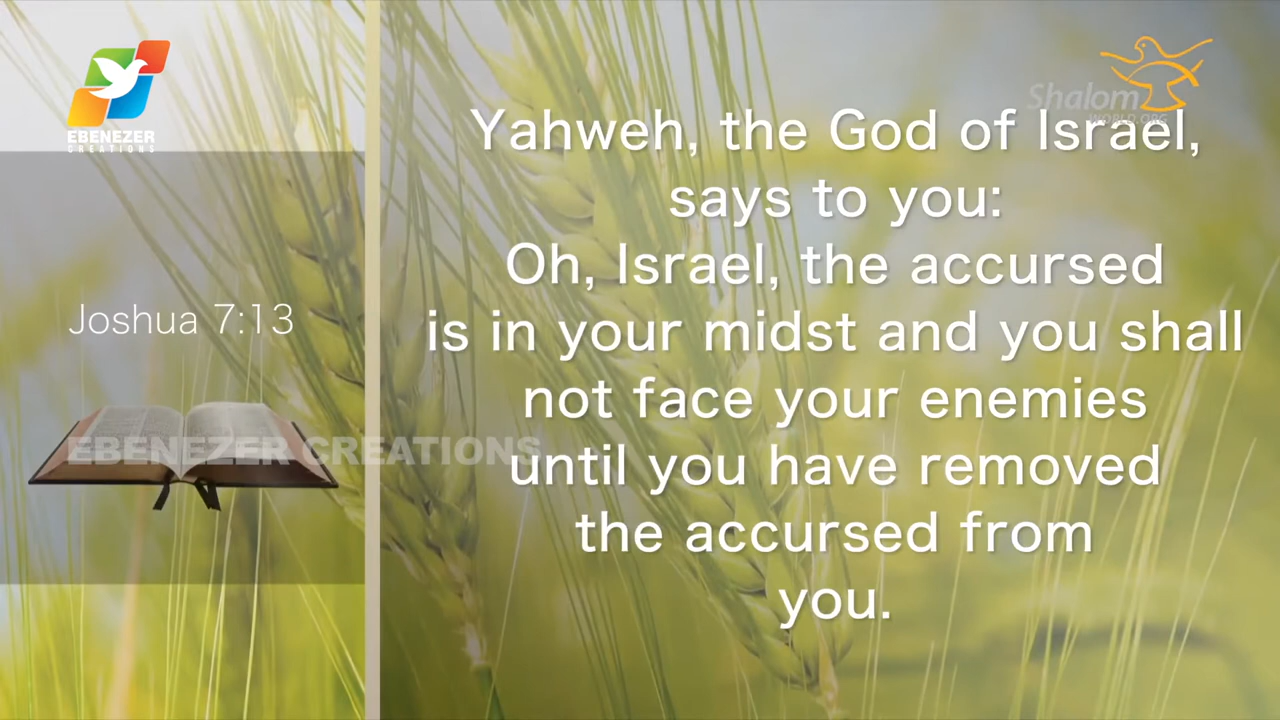 EBENEZER
CREATIONS
Shalom
WORLD.ORG
Joshua 7:13
EBENEZER CREATIONS
Yahweh, the God of Israel,
says to you:
Oh, Israel, the accursed
is in your midst and you shall
not face your enemies
until you have removed
the accursed from
you.